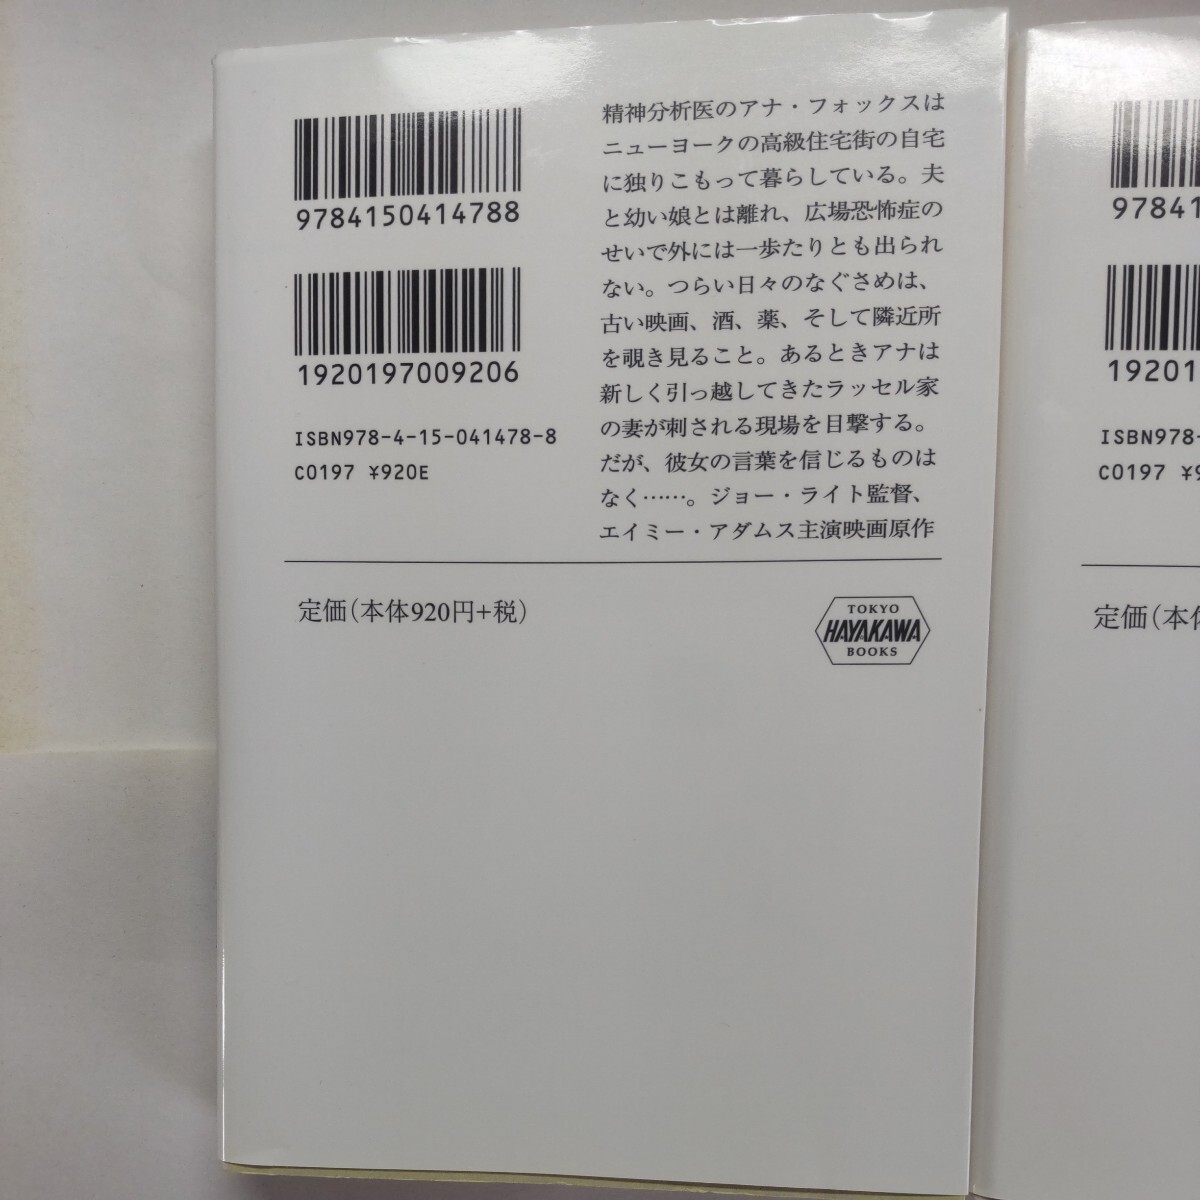 9784150414788
1920197009206
ISBN978-4-15-041478-8
C0197 ¥920E
精神分析医のアナ・フォックスは
ニューヨークの高級住宅街の自宅
に独りこもって暮らしている。夫
と幼い娘とは離れ、広場恐怖症の
せいで外には一歩たりとも出られ
ない。つらい日々のなぐさめは、
古い映画、酒、薬、そして隣近所
を覗き見ること。あるときアナは
新しく引っ越してきたラッセル家
の妻が刺される現場を目撃する。
だが、彼女の言葉を信じるものは
なく……。ジョー・ライト監督、
エイミー・アダムス主演映画原作
定価（本体920円+税）
TOKYO
HAYAKAWA
BOOKS
97841
19201
ISBN978-
C0197 ¥9
定価（本体